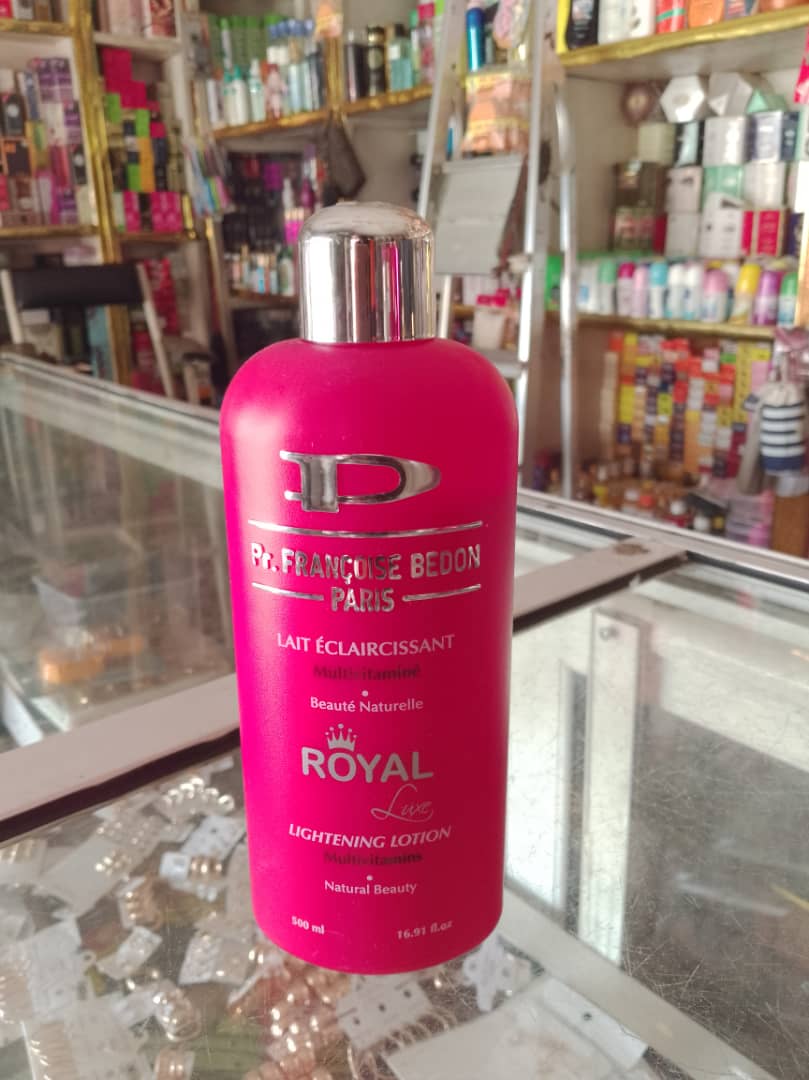 Pr. FRANÇOISE BEDON
PARIS
LAIT ÉCLAIRCISSANT
Multivitaminé
Beauté Naturelle
ROYAL
Luxe
LIGHTENING LOTION
Multivitamins
Natural Beauty
500 ml 16.91 fl.oz